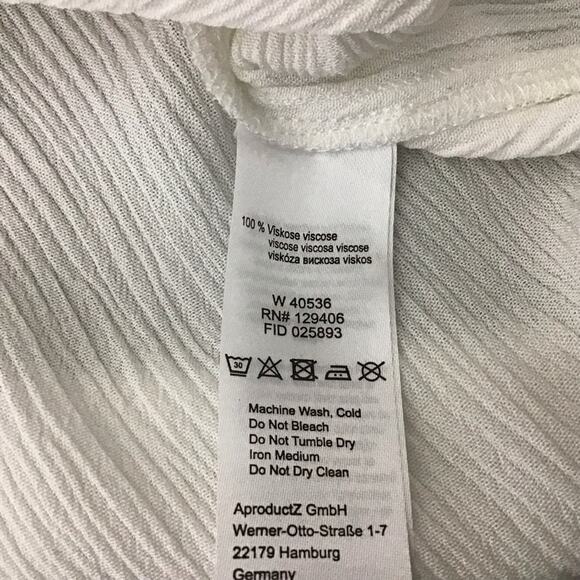 100 % Viskose viscose
viscose viscosa viscose
viskóza вискоза viskos
W 40536
RN# 129406
FID 025893
30
Machine Wash, Cold
Do Not Bleach
Do Not Tumble Dry
Iron Medium
Do Not Dry Clean
AproductZ GmbH
Werner-Otto-Straße 1-7
22179 Hamburg
Germany